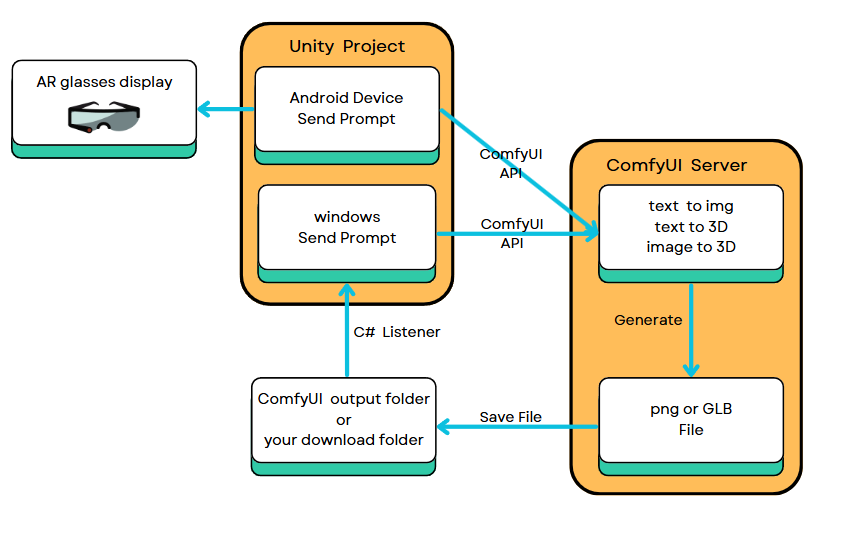 Unity Project
AR glasses display
Android Device
Send Prompt
ComfyUI
API
ComfyUI Server
windows
Send Prompt
ComfyUI
API
text to img
text to 3D
image to 3D
Generate
C# Listener
ComfyUI output folder
or
your download folder
Save File
png or GLB
File